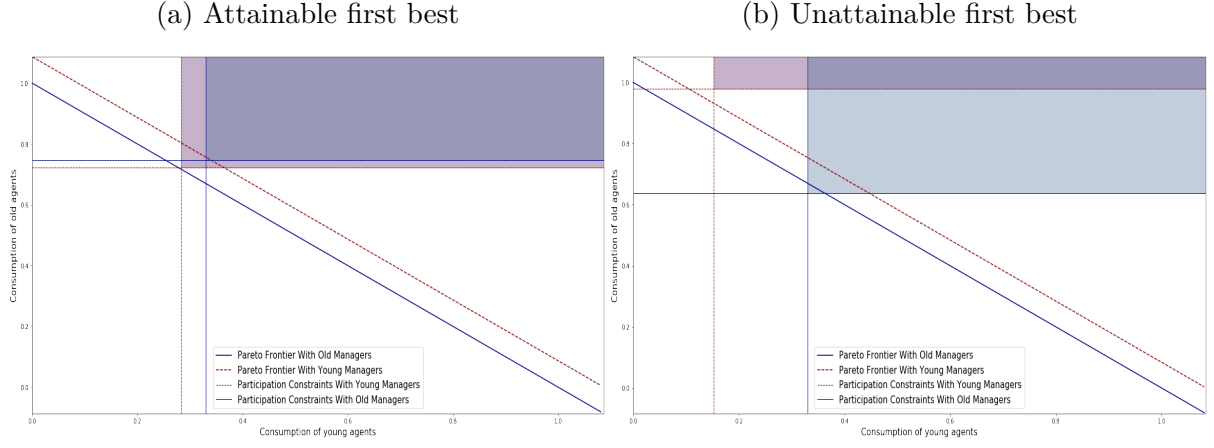 (a) Attainable first best
1.0
0.8
0.6
0.4
0.2
0.0
Consumption of old agents
Pareto Frontier With Old Managers
Pareto Frontier With Young Managers
Participation Constraints With Young Managers
Participation Constraints With Old Managers
0.0 0.2 0.4 0.6 0.8 1.0
Consumption of young agents
(b) Unattainable first best
1.0
0.8
0.6
0.4
0.2
0.0
Consumption of old agents
Pareto Frontier With Old Managers
Pareto Frontier With Young Managers
Participation Constraints With Young Managers
Participation Constraints With Old Managers
0.0 0.2 0.4 0.6 0.8 1.0
Consumption of young agents